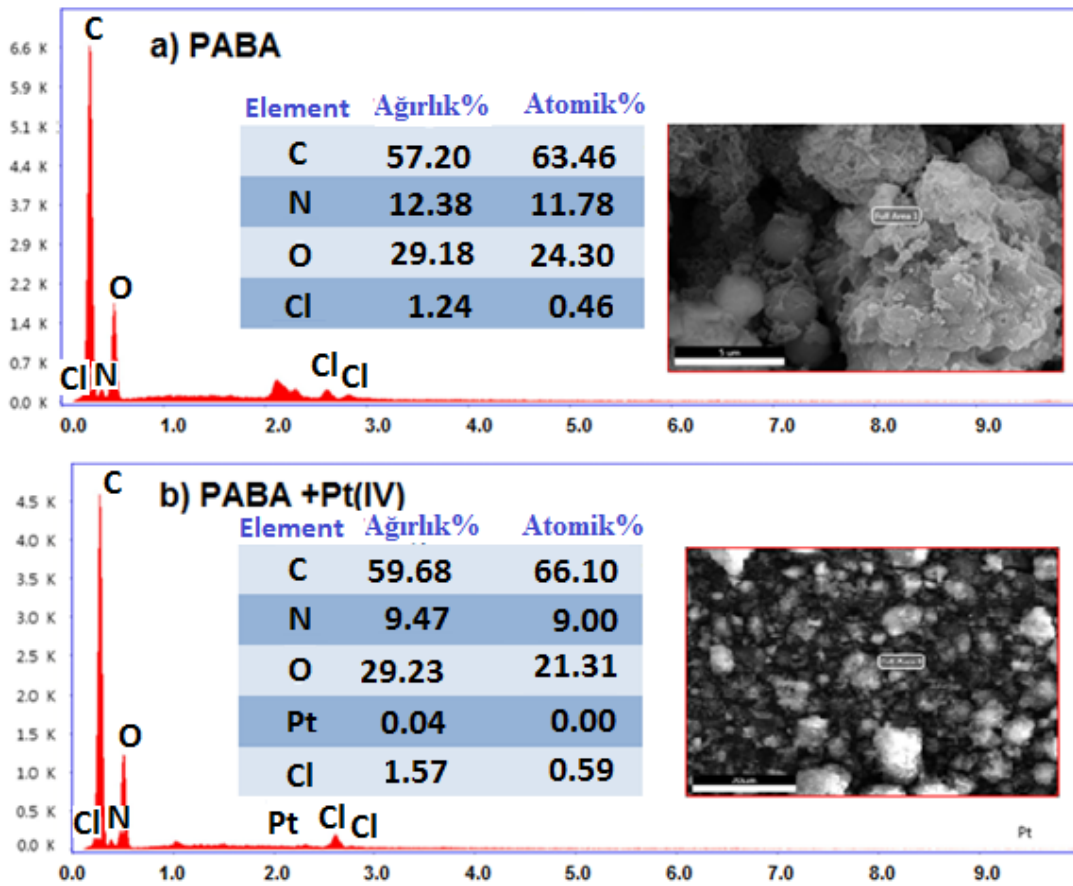 a) PABA
C
O
Cl
N
Cl
Cl
6.6 K
5.9 K
5.1 K
4.4 K
3.7 K
2.9 K
2.2 K
1.4 K
0.7 K
0.0 K
Element Ağırlık% Atomik%
C 57.20 63.46
N 12.38 11.78
O 29.18 24.30
Cl 1.24 0.46
Full Area 1
5 um
0.0 1.0 2.0 3.0 4.0 5.0 6.0 7.0 8.0 9.0
b) PABA +Pt(IV)
C
O
Cl
N
Pt
Cl
Cl
4.5 K
4.0 K
3.5 K
3.0 K
2.5 K
2.0 K
1.5 K
1.0 K
0.5 K
0.0 K
Element Ağırlık% Atomik%
C 59.68 66.10
N 9.47 9.00
O 29.23 21.31
Pt 0.04 0.00
Cl 1.57 0.59
Pt
0.0 1.0 2.0 3.0 4.0 5.0 6.0 7.0 8.0 9.0